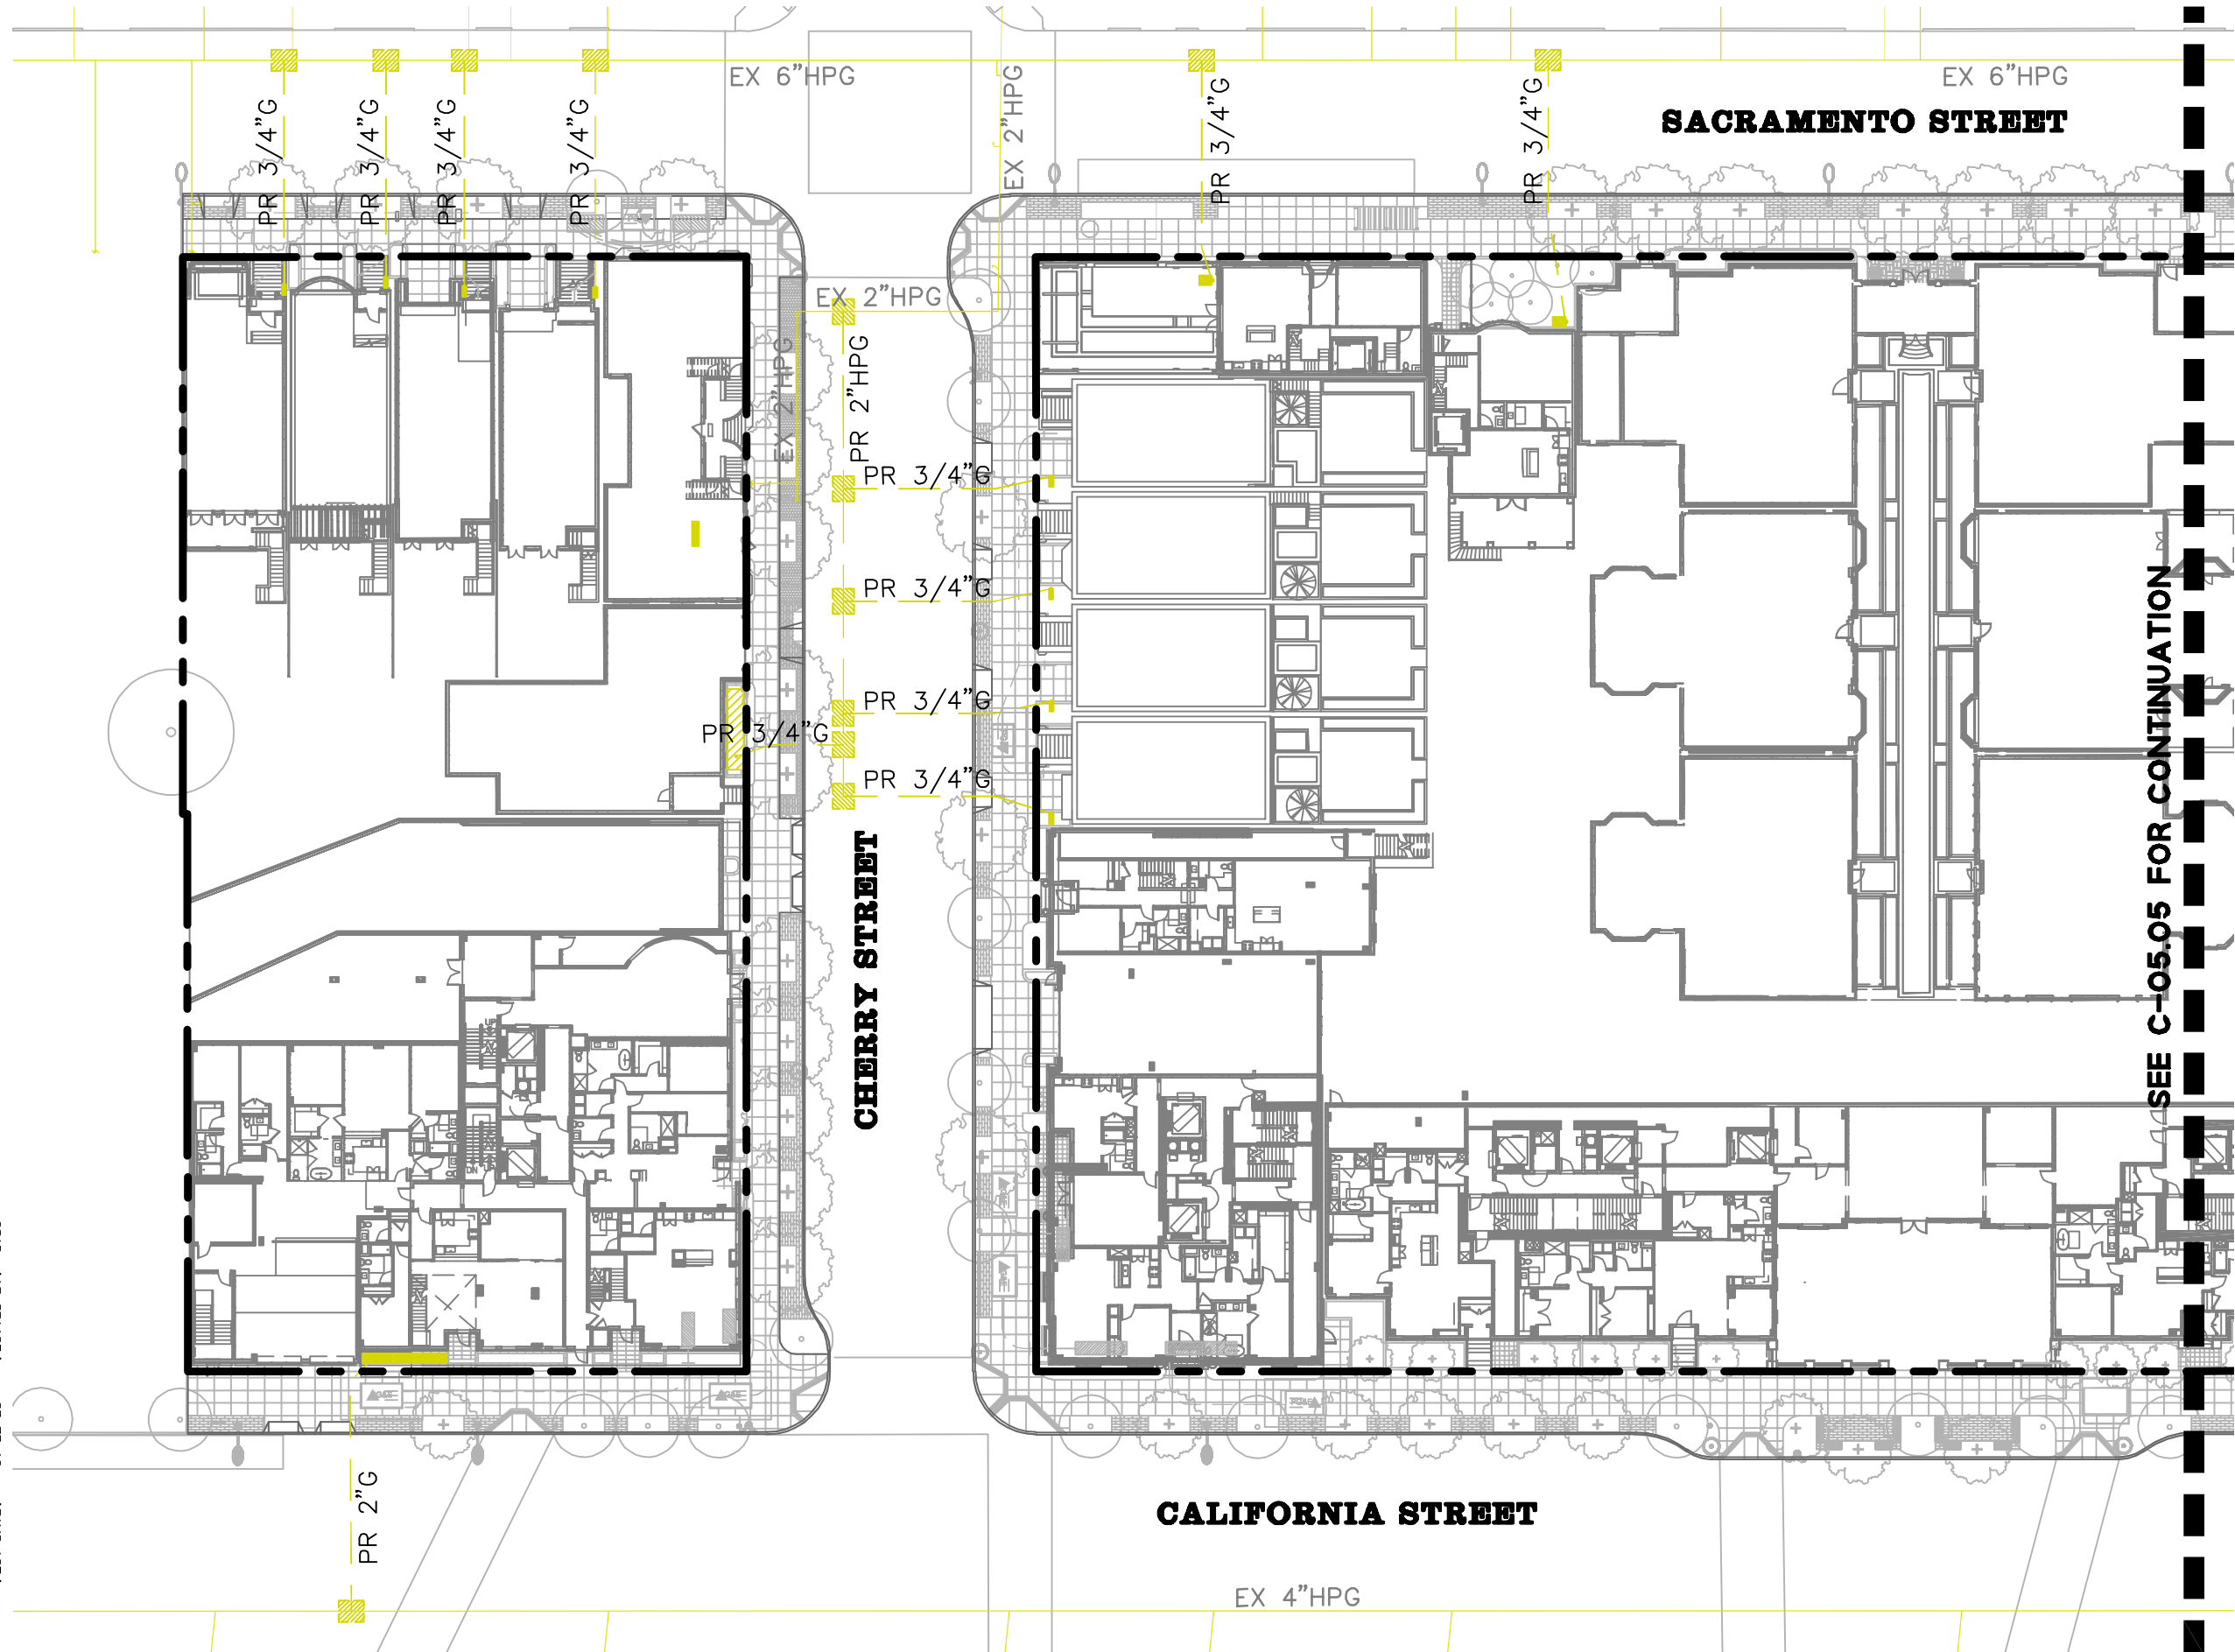 EX 6"HPG
EX 6"HPG
EX 2"HPG
SACRAMENTO STREET
PR 3/4"G
PR 3/4"G
PR 3/4"G
PR 3/4"G
PR 3/4"G
PR 3/4"G
EX 2"HPG
EX 2"HPG
PR 2"HPG
PR 3/4"G
PR 3/4"G
PR 3/4"G
PR 3/4"G
PR 3/4"G
CHERRY STREET
SEE C-05.05 FOR CONTINUATION
UP
DN
PR 2"G
CALIFORNIA STREET
EX 4"HPG